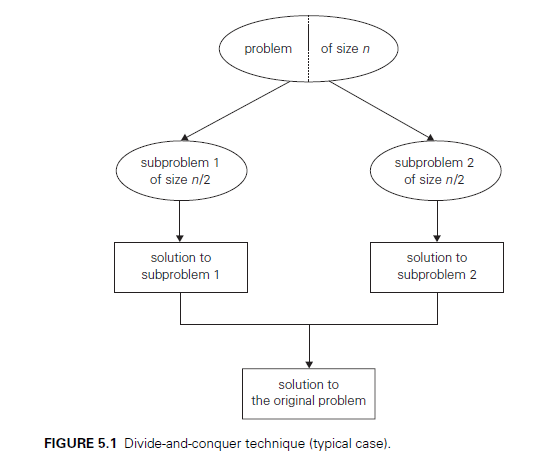 problem of size n
subproblem 1
of size n/2
subproblem 2
of size n/2
solution to
subproblem 1
solution to
subproblem 2
solution to
the original problem
FIGURE 5.1 Divide-and-conquer technique (typical case).